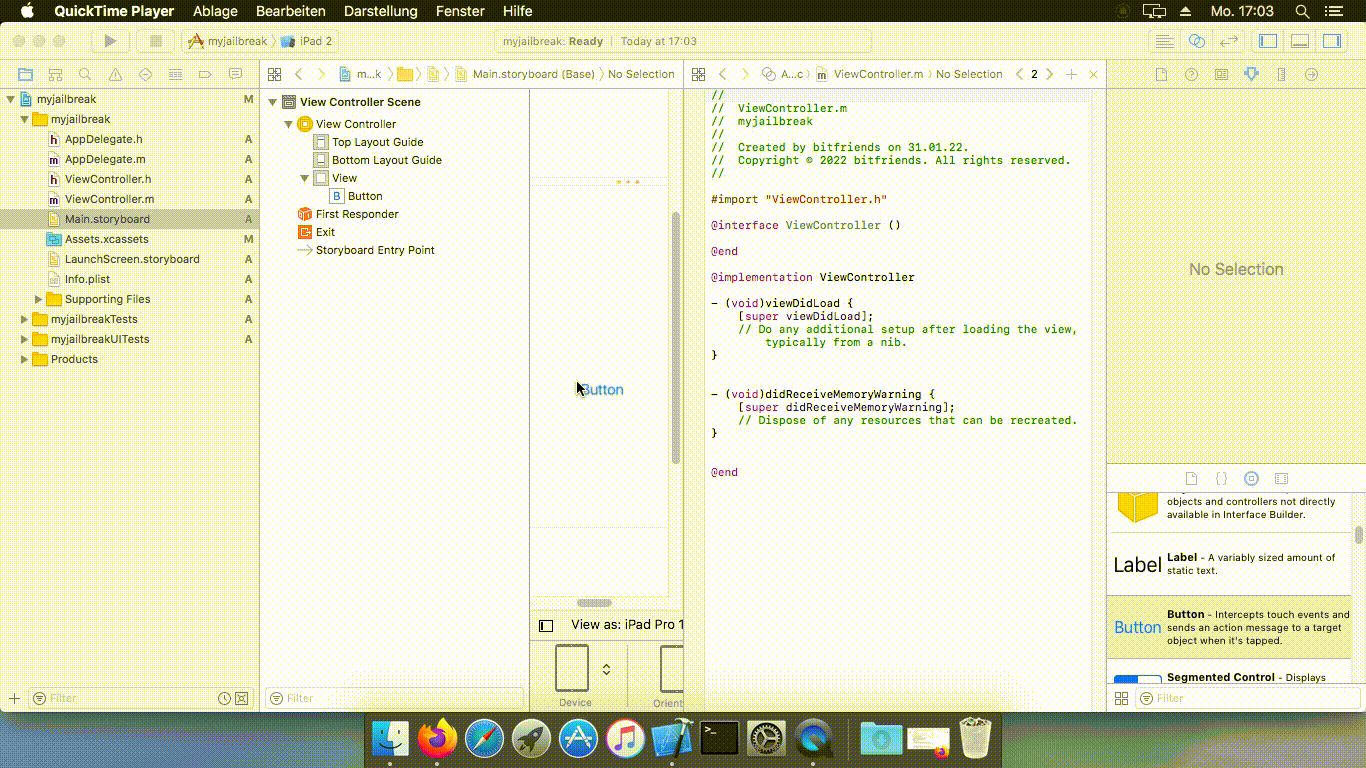 QuickTime Player Ablage Bearbeiten Darstellung Fenster Hilfe Mo. 17:03
myjailbreak iPad 2 myjailbreak: Ready | Today at 17:03
m...k Main.storyboard (Base) No Selection A...c ViewController.m No Selection 2
myjailbreak M
myjailbreak
AppDelegate.h A
AppDelegate.m A
ViewController.h A
ViewController.m A
Main.storyboard A
Assets.xcassets M
LaunchScreen.storyboard A
Info.plist A
Supporting Files A
myjailbreakTests A
myjailbreakUITests A
Products
Filter
View Controller Scene
View Controller
Top Layout Guide
Bottom Layout Guide
View
B Button
First Responder
Exit
Storyboard Entry Point
Filter
Button
View as: iPad Pro 1
Device Orient
//
// ViewController.m
// myjailbreak
//
// Created by bitfriends on 31.01.22.
// Copyright © 2022 bitfriends. All rights reserved.
//
#import "ViewController.h"
@interface ViewController ()
@end
@implementation ViewController
- (void)viewDidLoad {
[super viewDidLoad];
// Do any additional setup after loading the view,
typically from a nib.
}
- (void)didReceiveMemoryWarning {
[super didReceiveMemoryWarning];
// Dispose of any resources that can be recreated.
}
@end
No Selection
objects and controllers not directly
available in Interface Builder.
Label
Label - A variably sized amount of
static text.
Button
Button - Intercepts touch events and
sends an action message to a target
object when it's tapped.
Segmented Control - Displays
Filter